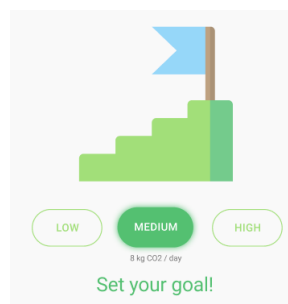 LOW
MEDIUM
HIGH
8 kg CO2 / day
Set your goal!